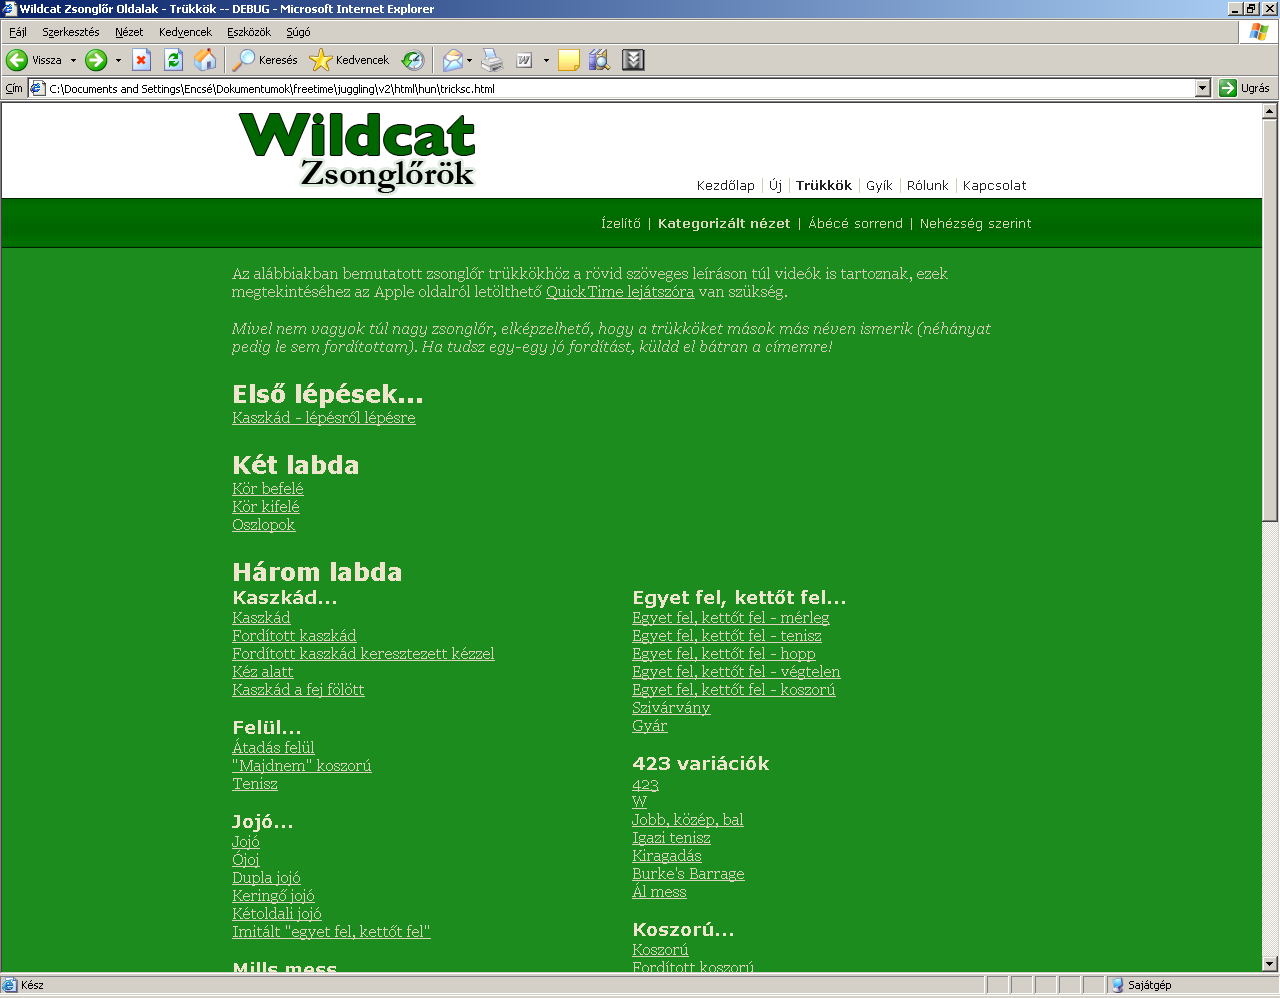 Wildcat Zsonglőr Oldalak - Trükkök -- DEBUG - Microsoft Internet Explorer
Fájl Szerkesztés Nézet Kedvencek Eszközök Súgó
Vissza Keresés Kedvencek
Cím C:\Documents and Settings\Encsé\Dokumentumok\freetime\juggling\v2\html\hun\tricksc.html Ugrás
Wildcat
Zsonglőrök
Kezdőlap | Új | Trükkök | Gyík | Rólunk | Kapcsolat
Ízelítő | Kategorizált nézet | Ábécé sorrend | Nehézség szerint
Az alábbiakban bemutatott zsonglőr trükkökhöz a rövid szöveges leíráson túl videók is tartoznak, ezek
megtekintéséhez az Apple oldalról letölthető QuickTime lejátszóra van szükség.
Mivel nem vagyok túl nagy zsonglőr, elképzelhető, hogy a trükköket mások más néven ismerik (néhányat
pedig le sem fordítottam). Ha tudsz egy-egy jó fordítást, küldd el bátran a címemre!
Első lépések...
Kaszkád - lépésről lépésre
Két labda
Kör befelé
Kör kifelé
Oszlopok
Három labda
Kaszkád...
Kaszkád
Fordított kaszkád
Fordított kaszkád keresztezett kézzel
Kéz alatt
Kaszkád a fej fölött
Felül...
Átadás felül
"Majdnem" koszorú
Tenisz
Jojó...
Jojó
Ójoj
Dupla jojó
Keringő jojó
Kétoldali jojó
Imitált "egyet fel, kettőt fel"
Mills mess
Egyet fel, kettőt fel...
Egyet fel, kettőt fel - mérleg
Egyet fel, kettőt fel - tenisz
Egyet fel, kettőt fel - hopp
Egyet fel, kettőt fel - végtelen
Egyet fel, kettőt fel - koszorú
Szivárvány
Gyár
423 variációk
423
W
Jobb, közép, bal
Igazi tenisz
Kiragadás
Burke's Barrage
Ál mess
Koszorú...
Koszorú
Fordított koszorú
Kész Sajátgép